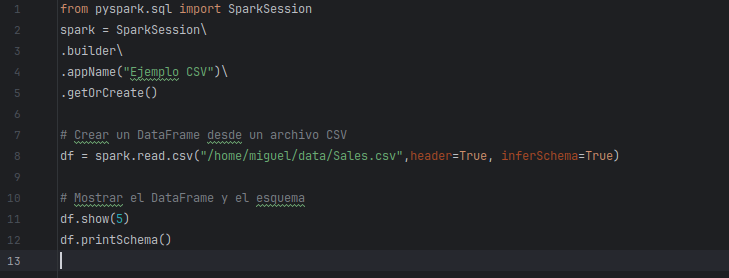 1 from pyspark.sql import SparkSession
2 spark = SparkSession\
3 .builder\
4 .appName("Ejemplo CSV")\
5 .getOrCreate()
6
7 # Crear un DataFrame desde un archivo CSV
8 df = spark.read.csv("/home/miguel/data/Sales.csv",header=True, inferSchema=True)
9
10 # Mostrar el DataFrame y el esquema
11 df.show(5)
12 df.printSchema()
13